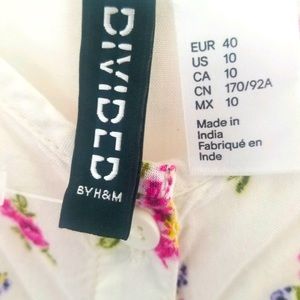 DIVIDED
BY H&M
EUR 40
US 10
CA 10
CN 170/92A
MX 10
Made in
India
Fabriqué en
Inde